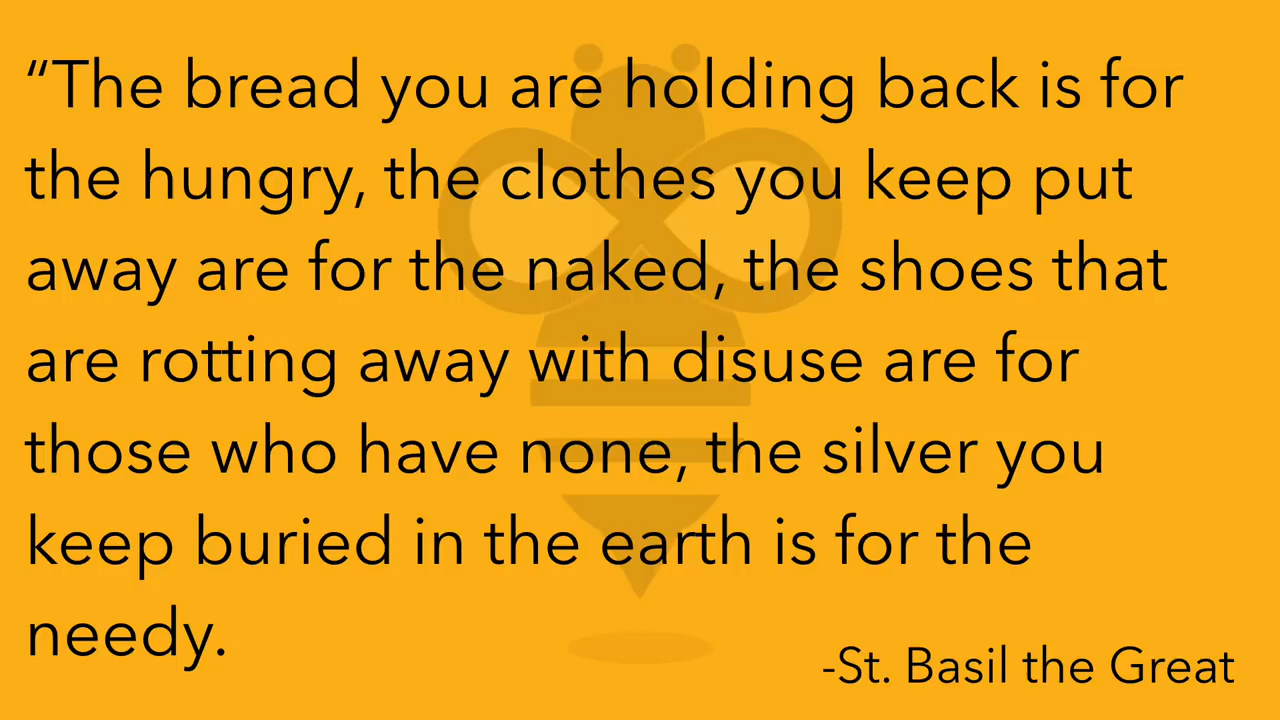 “The bread you are holding back is for
the hungry, the clothes you keep put
away are for the naked, the shoes that
are rotting away with disuse are for
those who have none, the silver you
keep buried in the earth is for the
needy.
-St. Basil the Great